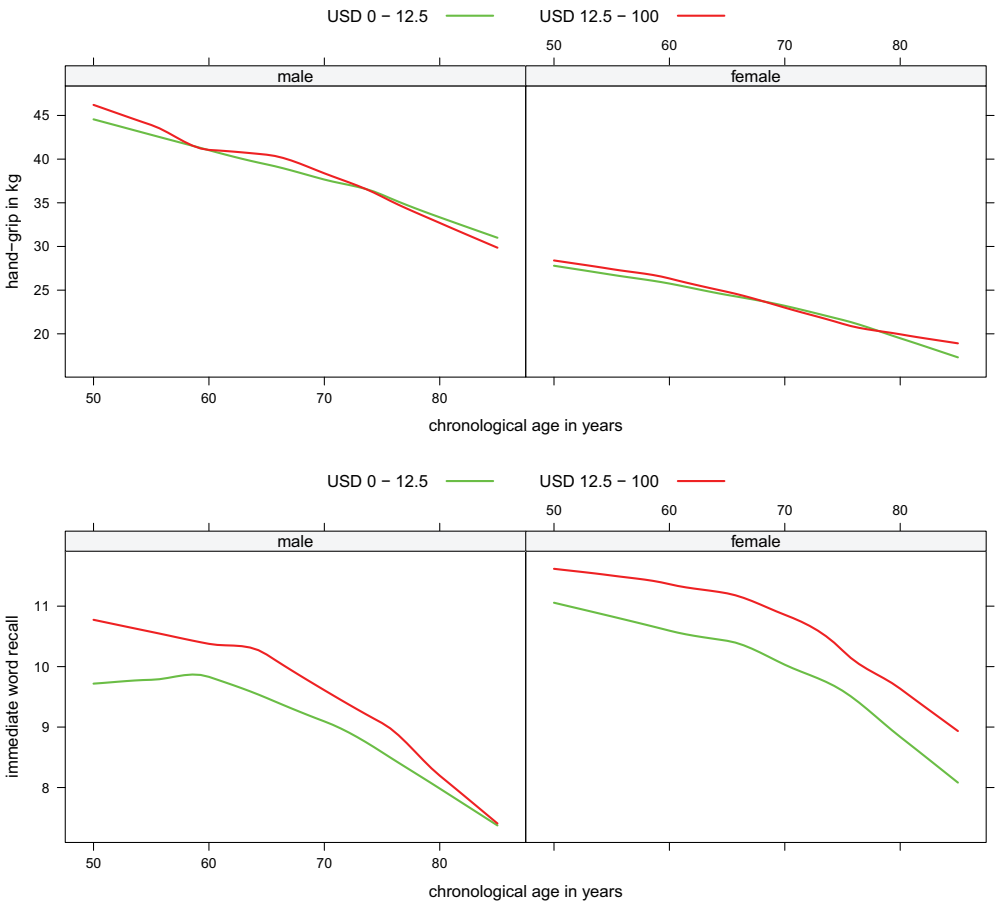 USD 0 − 12.5 USD 12.5 − 100
50 60 70 80
male female
hand−grip in kg
45
40
35
30
25
20
50 60 70 80
chronological age in years
USD 0 − 12.5 USD 12.5 − 100
50 60 70 80
male female
immediate word recall
11
10
9
8
50 60 70 80
chronological age in years